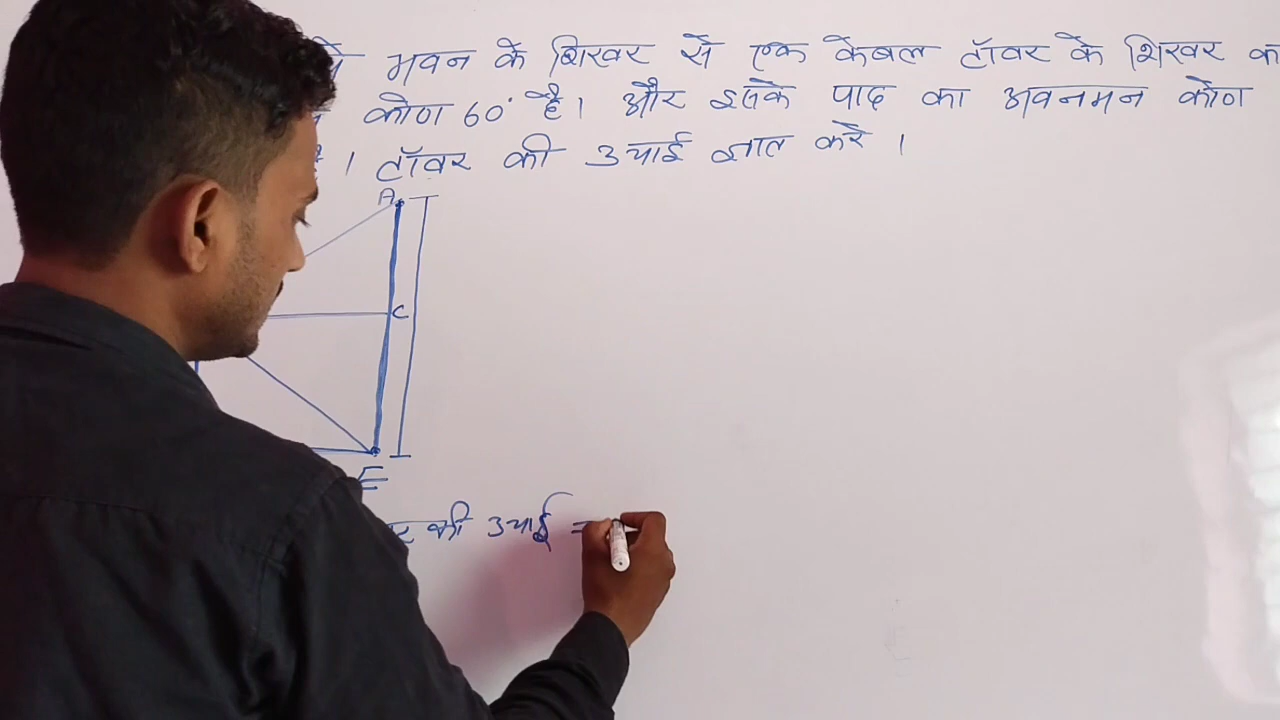 भवन के शिखर से एक केबल टॉवर के शिखर का
कोण 60° है। और इसके पाद का अवनमन कोण
है। टॉवर की उचाई ज्ञात करे ।
A
C
E
की उचाई =